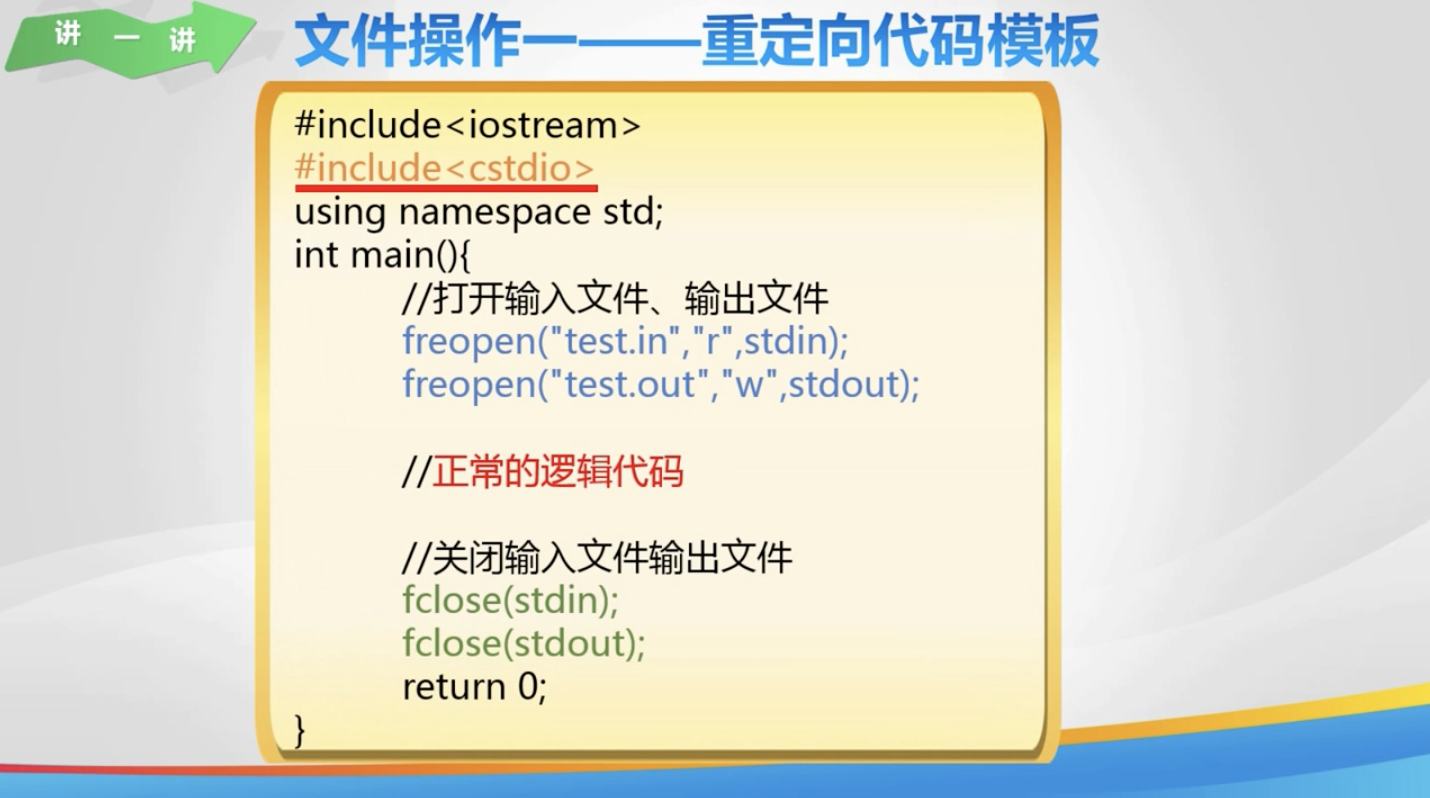 讲一讲
文件操作一——重定向代码模板
#include<iostream>
#include<cstdio>
using namespace std;
int main(){
//打开输入文件、输出文件
freopen("test.in","r",stdin);
freopen("test.out","w",stdout);
//正常的逻辑代码
//关闭输入文件输出文件
fclose(stdin);
fclose(stdout);
return 0;
}